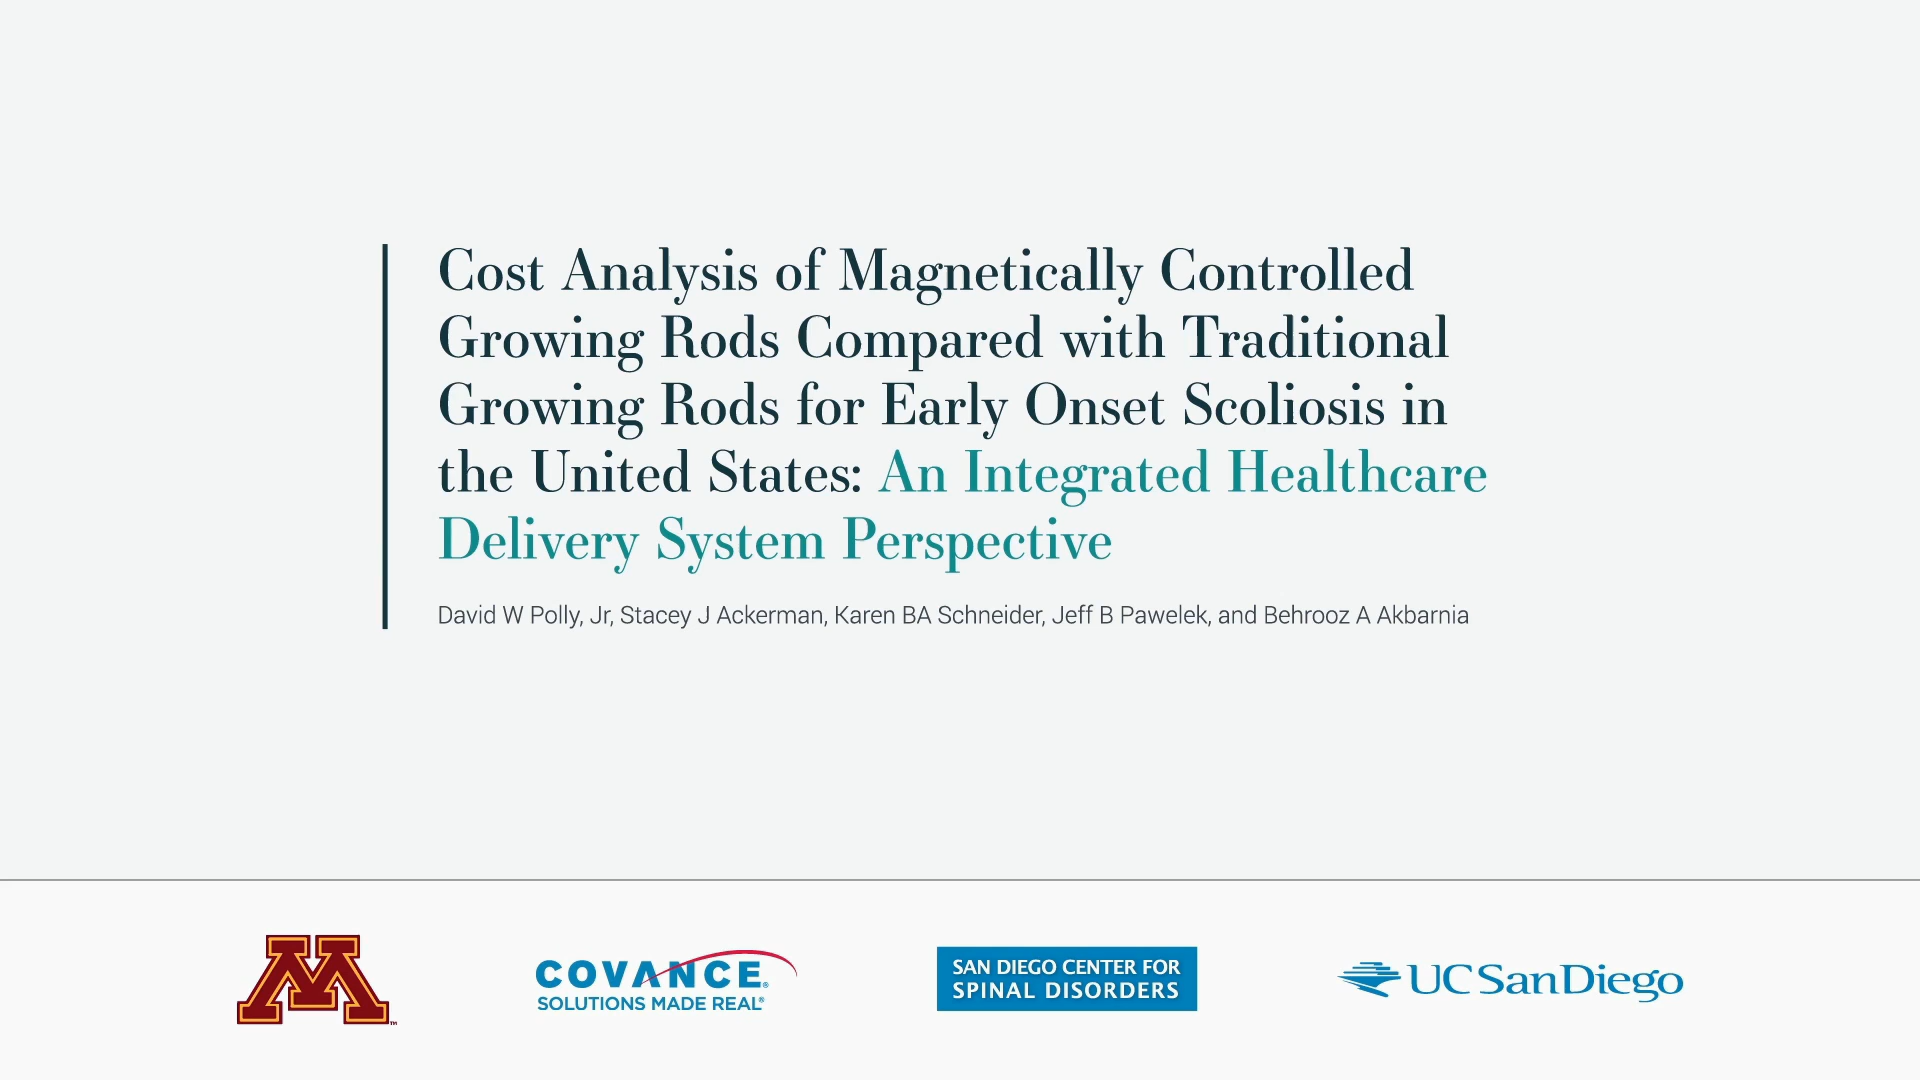 Cost Analysis of Magnetically Controlled
Growing Rods Compared with Traditional
Growing Rods for Early Onset Scoliosis in
the United States: An Integrated Healthcare
Delivery System Perspective
David W Polly, Jr, Stacey J Ackerman, Karen BA Schneider, Jeff B Pawelek, and Behrooz A Akbarnia
M™
COVANCE®
SOLUTIONS MADE REAL®
SAN DIEGO CENTER FOR
SPINAL DISORDERS
UC San Diego